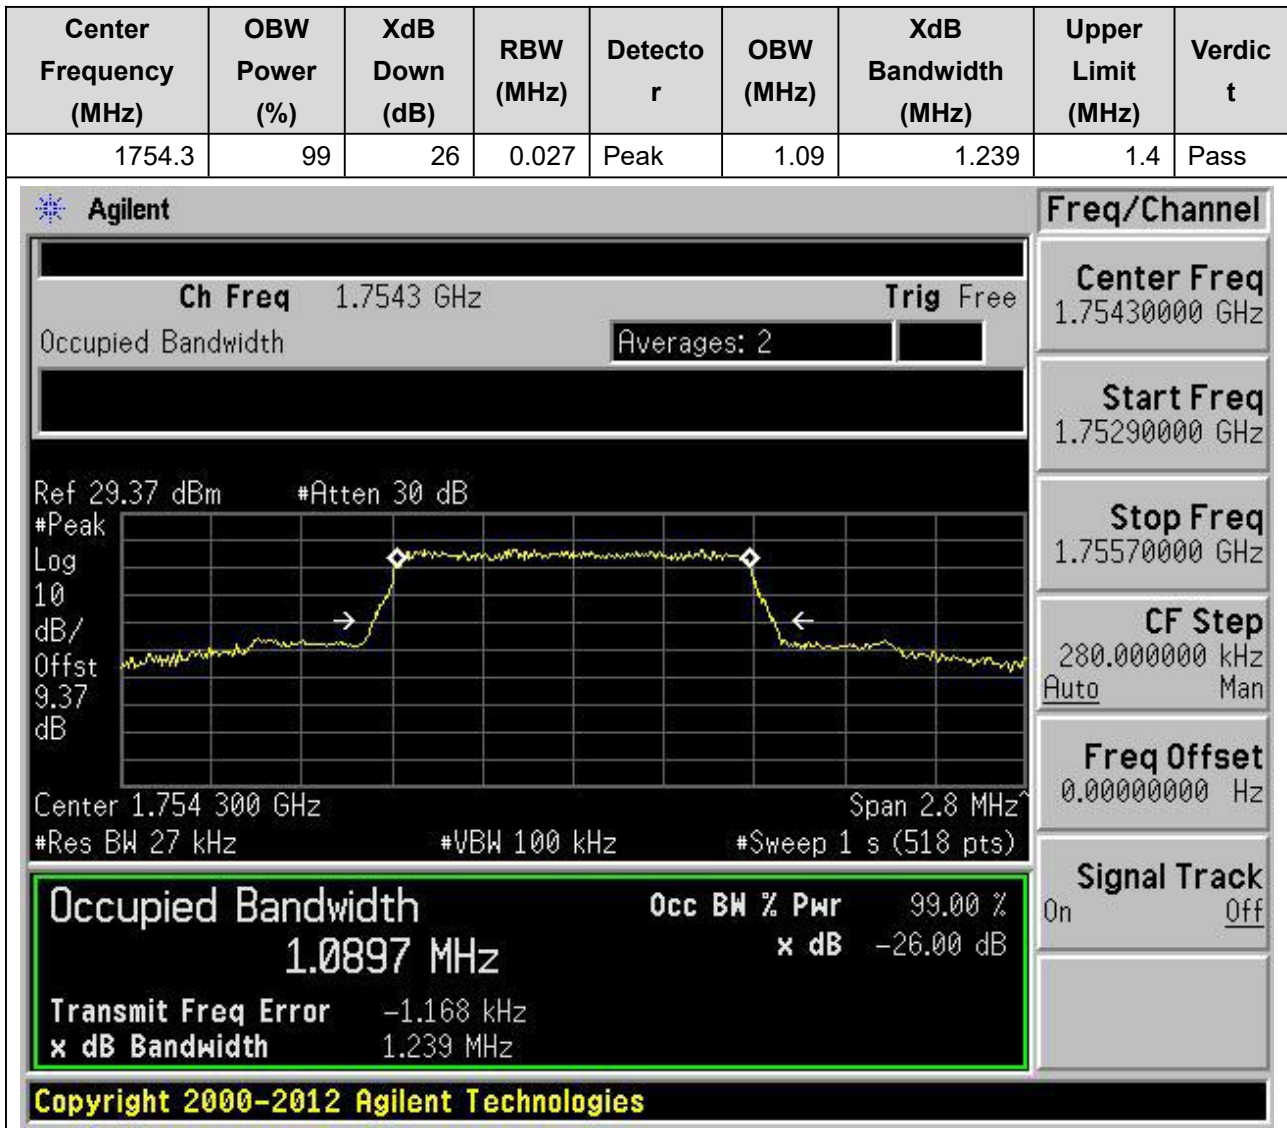 Center Frequency (MHz) OBW Power (%) XdB Down (dB) RBW (MHz) Detecto r OBW (MHz) XdB Bandwidth (MHz) Upper Limit (MHz) Verdic t
1754.3 99 26 0.027 Peak 1.09 1.239 1.4 Pass
Agilent
Freq/Channel
Ch Freq 1.7543 GHz Trig Free
Occupied Bandwidth Averages: 2
Center Freq
1.75430000 GHz
Start Freq
1.75290000 GHz
Stop Freq
1.75570000 GHz
CF Step
280.000000 kHz
Auto Man
Freq Offset
0.00000000 Hz
Signal Track
On Off
Ref 29.37 dBm #Atten 30 dB
#Peak
Log
10
dB/
Offst
9.37
dB
Center 1.754 300 GHz Span 2.8 MHz^
#Res BW 27 kHz #VBW 100 kHz #Sweep 1 s (518 pts)
Occupied Bandwidth Occ BW % Pwr 99.00 %
1.0897 MHz x dB -26.00 dB
Transmit Freq Error -1.168 kHz
x dB Bandwidth 1.239 MHz
Copyright 2000-2012 Agilent Technologies